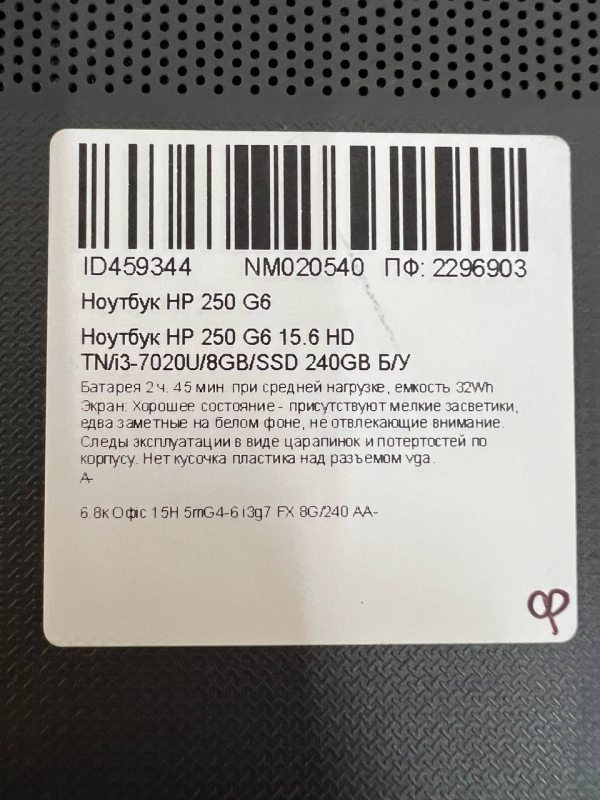 ID459344 NM020540 ПФ: 2296903
Ноутбук HP 250 G6
Ноутбук HP 250 G6 15.6 HD
TN/i3-7020U/8GB/SSD 240GB Б/У
Батарея 2 ч. 45 мин. при средней нагрузке, емкость 32Wh
Экран: Хорошее состояние - присутствуют мелкие засветики,
едва заметные на белом фоне, не отвлекающие внимание.
Следы эксплуатации в виде царапинок и потертостей по
корпусу. Нет кусочка пластика над разъемом vga.
A-
6.8к Офіс 15H 5mG4-6 i3g7 FX 8G/240 AA-